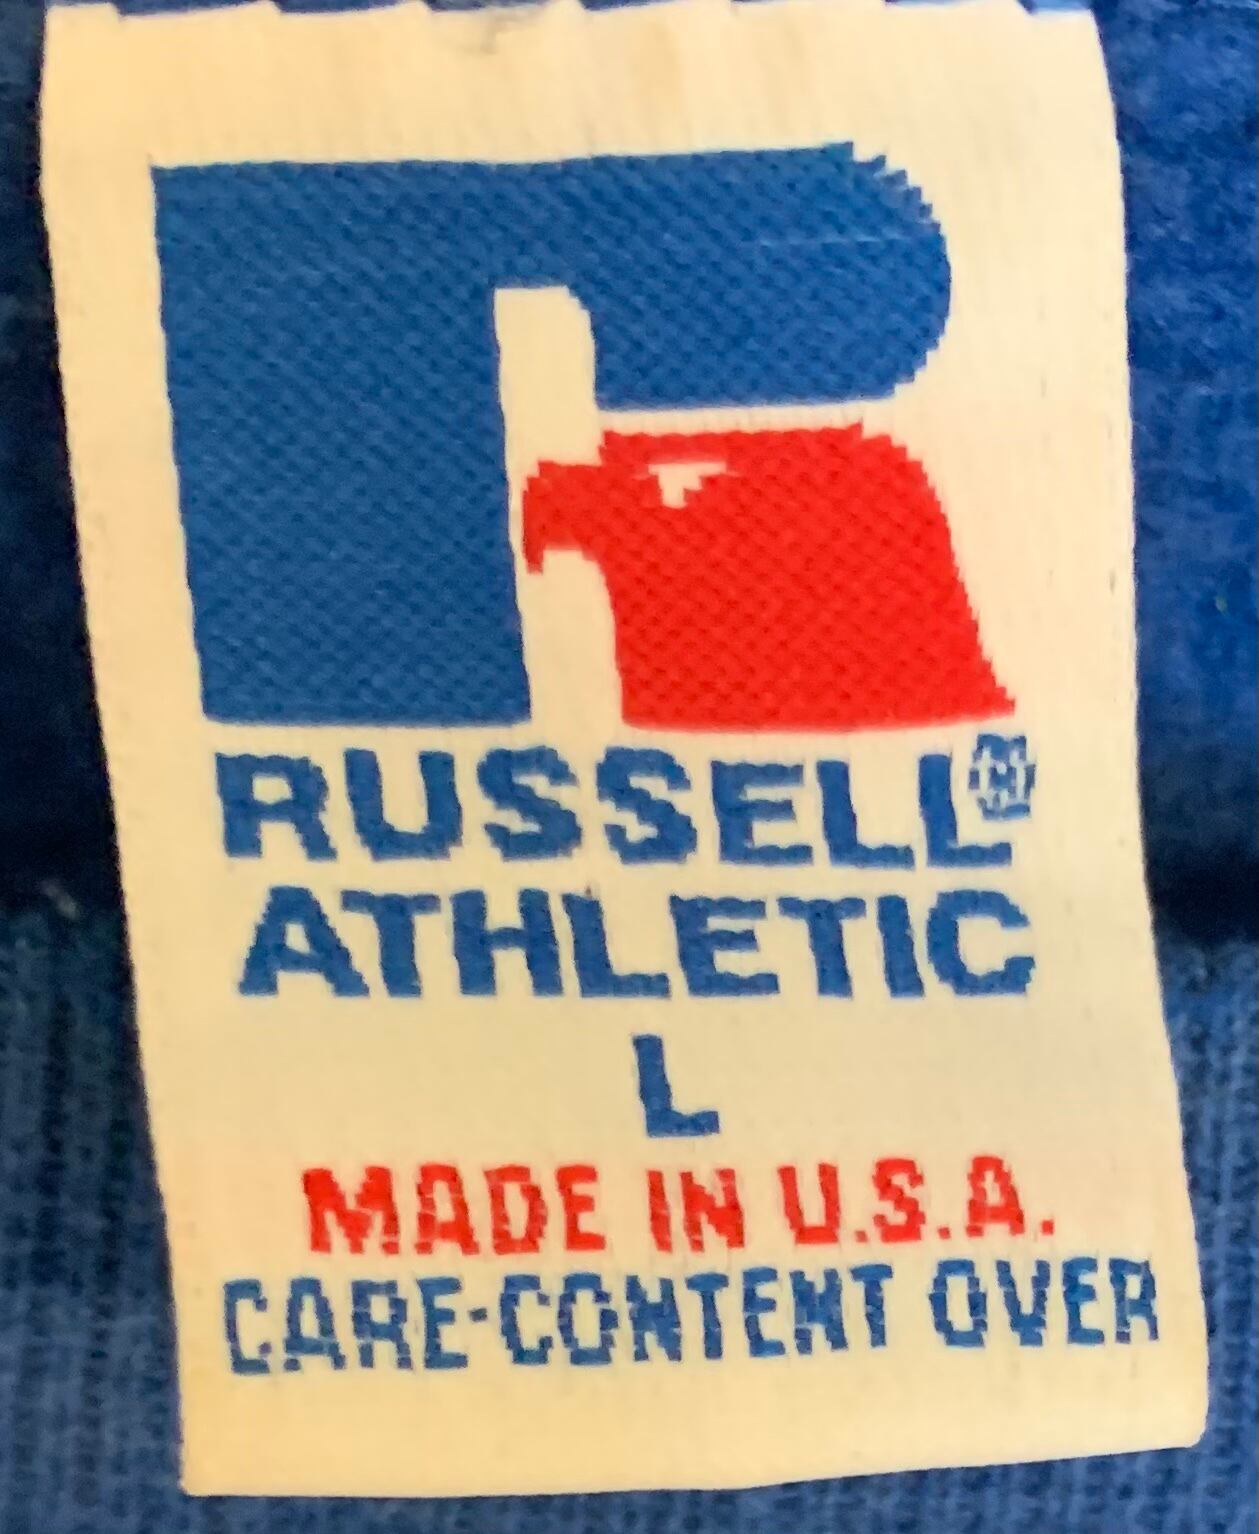 RUSSELL®
ATHLETIC
L
MADE IN U.S.A.
CARE-CONTENT OVER